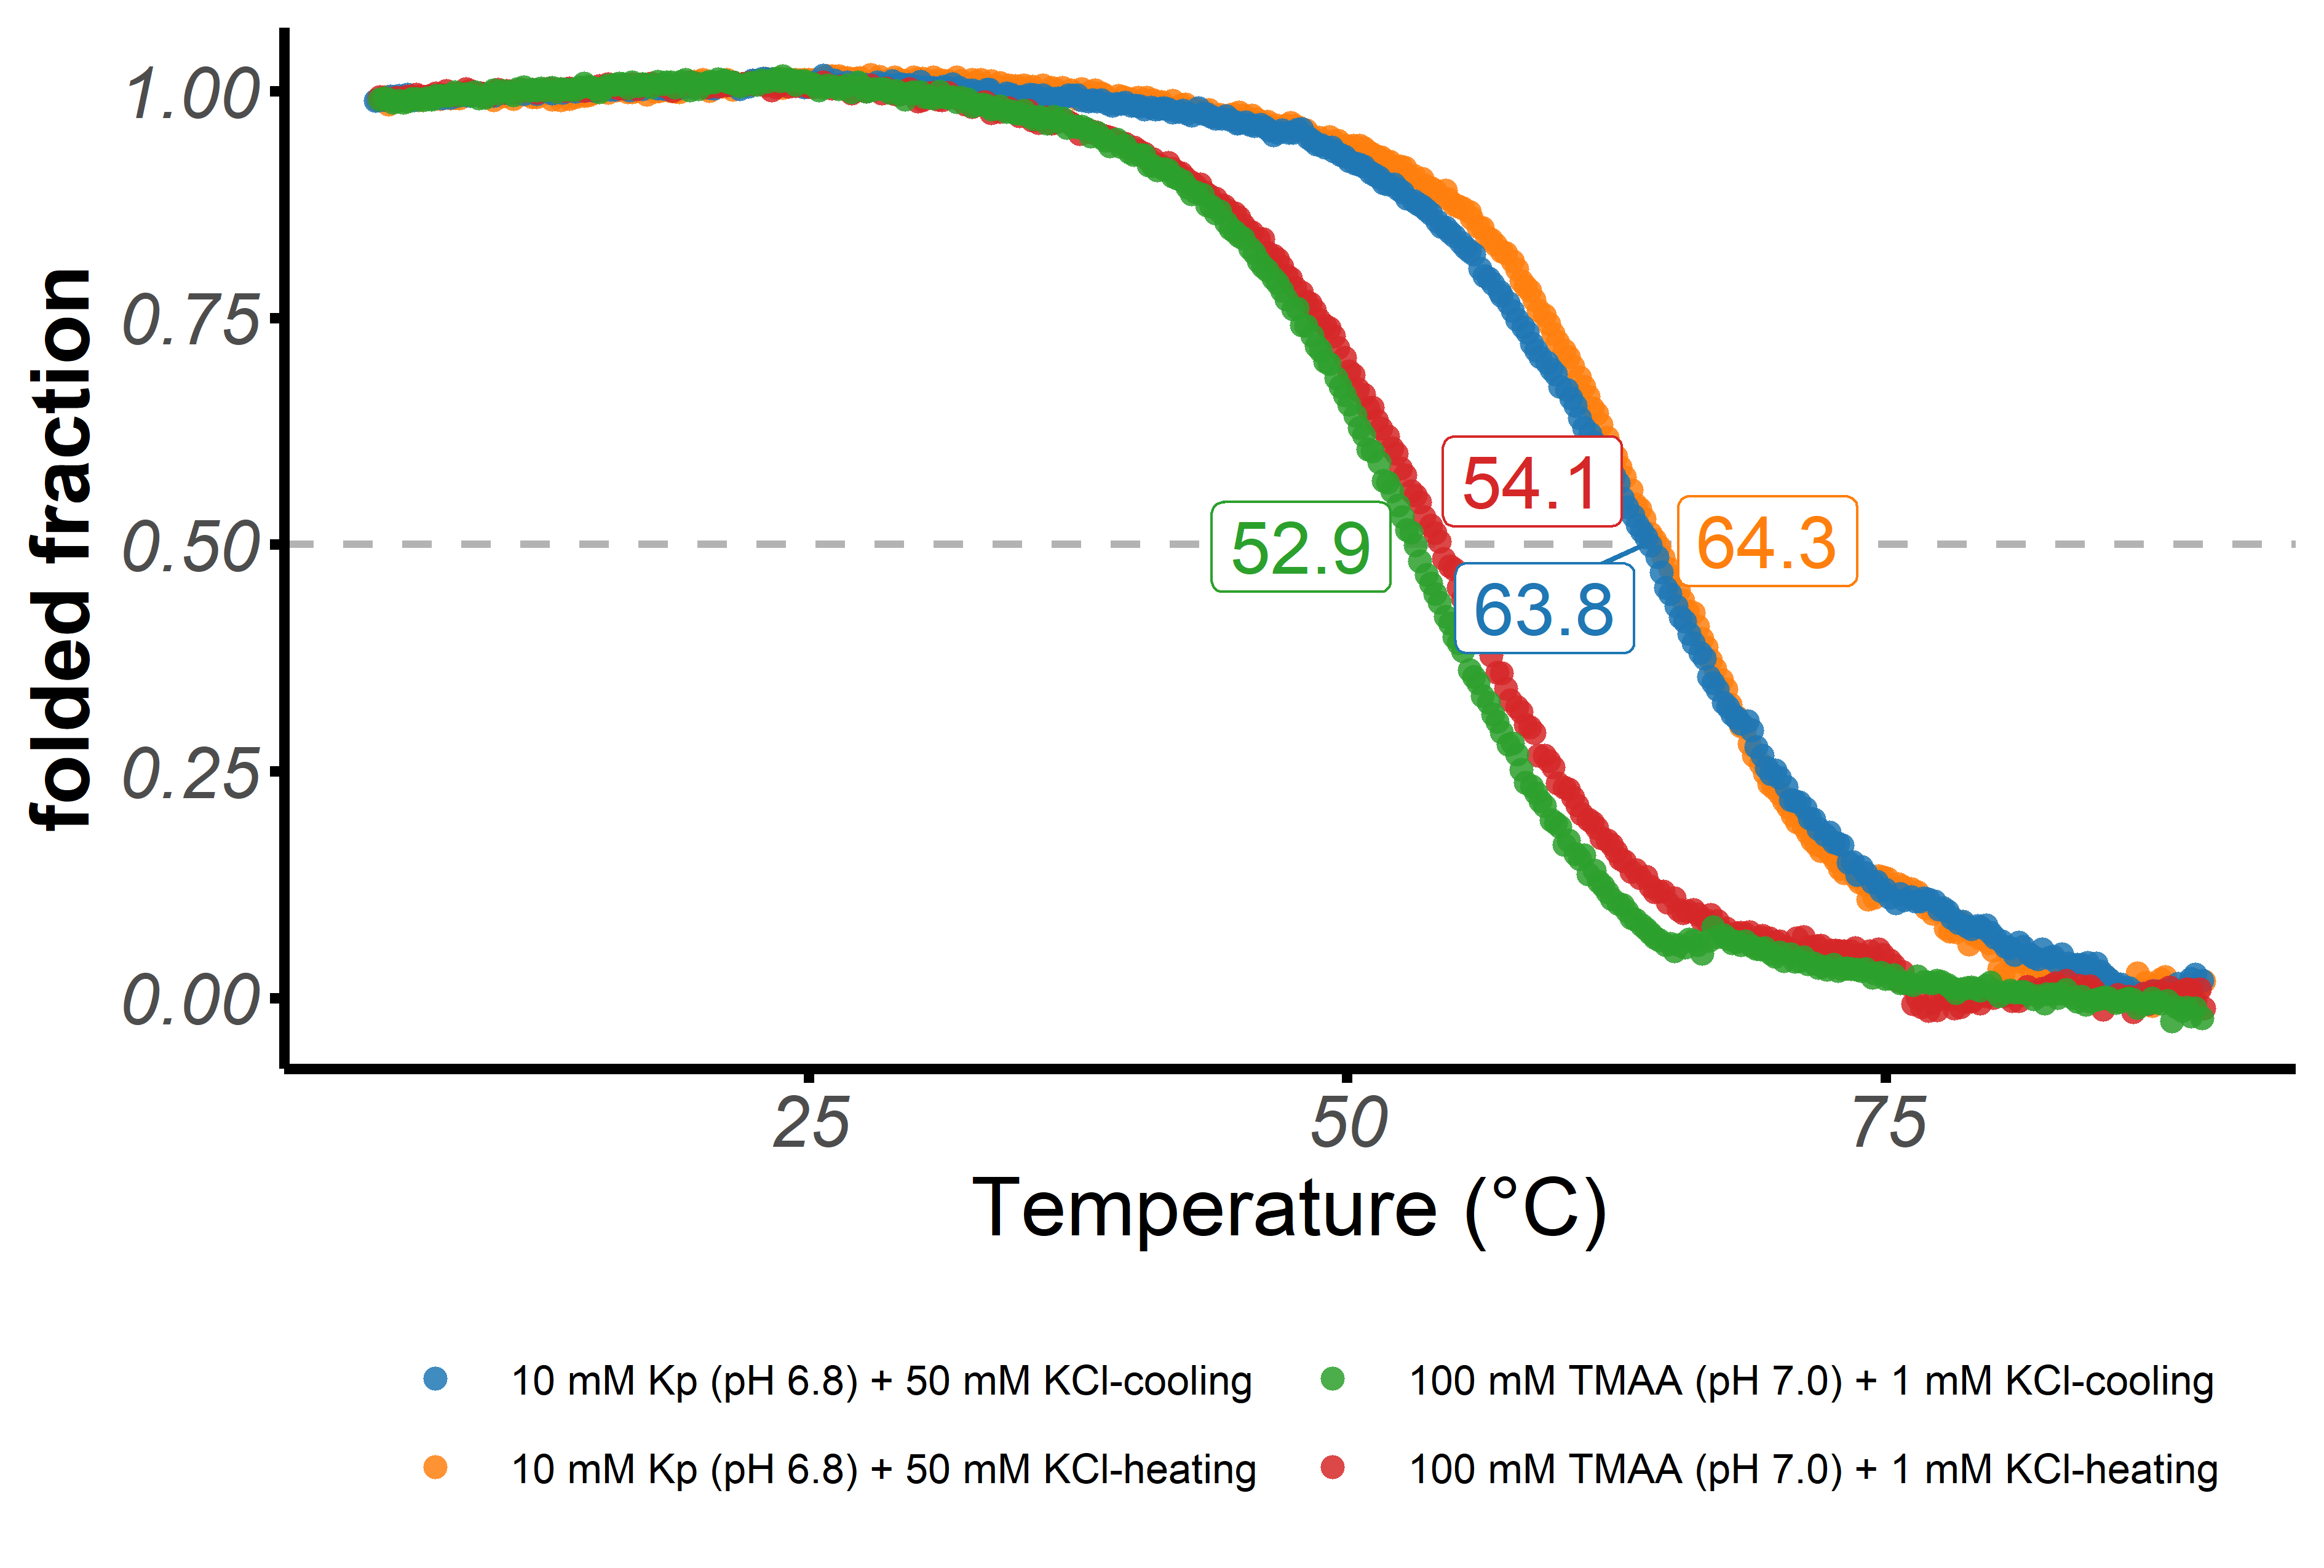 folded fraction
1.00
0.75
0.50
0.25
0.00
54.1
52.9
64.3
63.8
25 50 75
Temperature (°C)
10 mM Kp (pH 6.8) + 50 mM KCl-cooling
100 mM TMAA (pH 7.0) + 1 mM KCl-cooling
10 mM Kp (pH 6.8) + 50 mM KCl-heating
100 mM TMAA (pH 7.0) + 1 mM KCl-heating